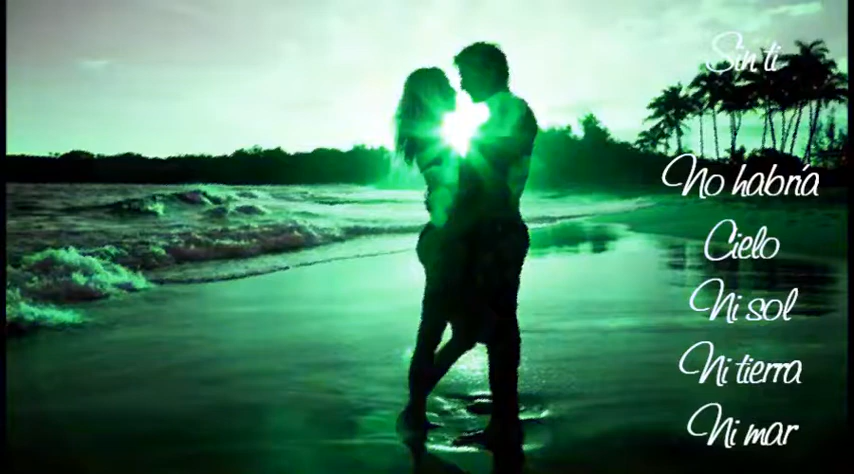 Sin ti
No habría
Cielo
Ni sol
Ni tierra
Ni mar